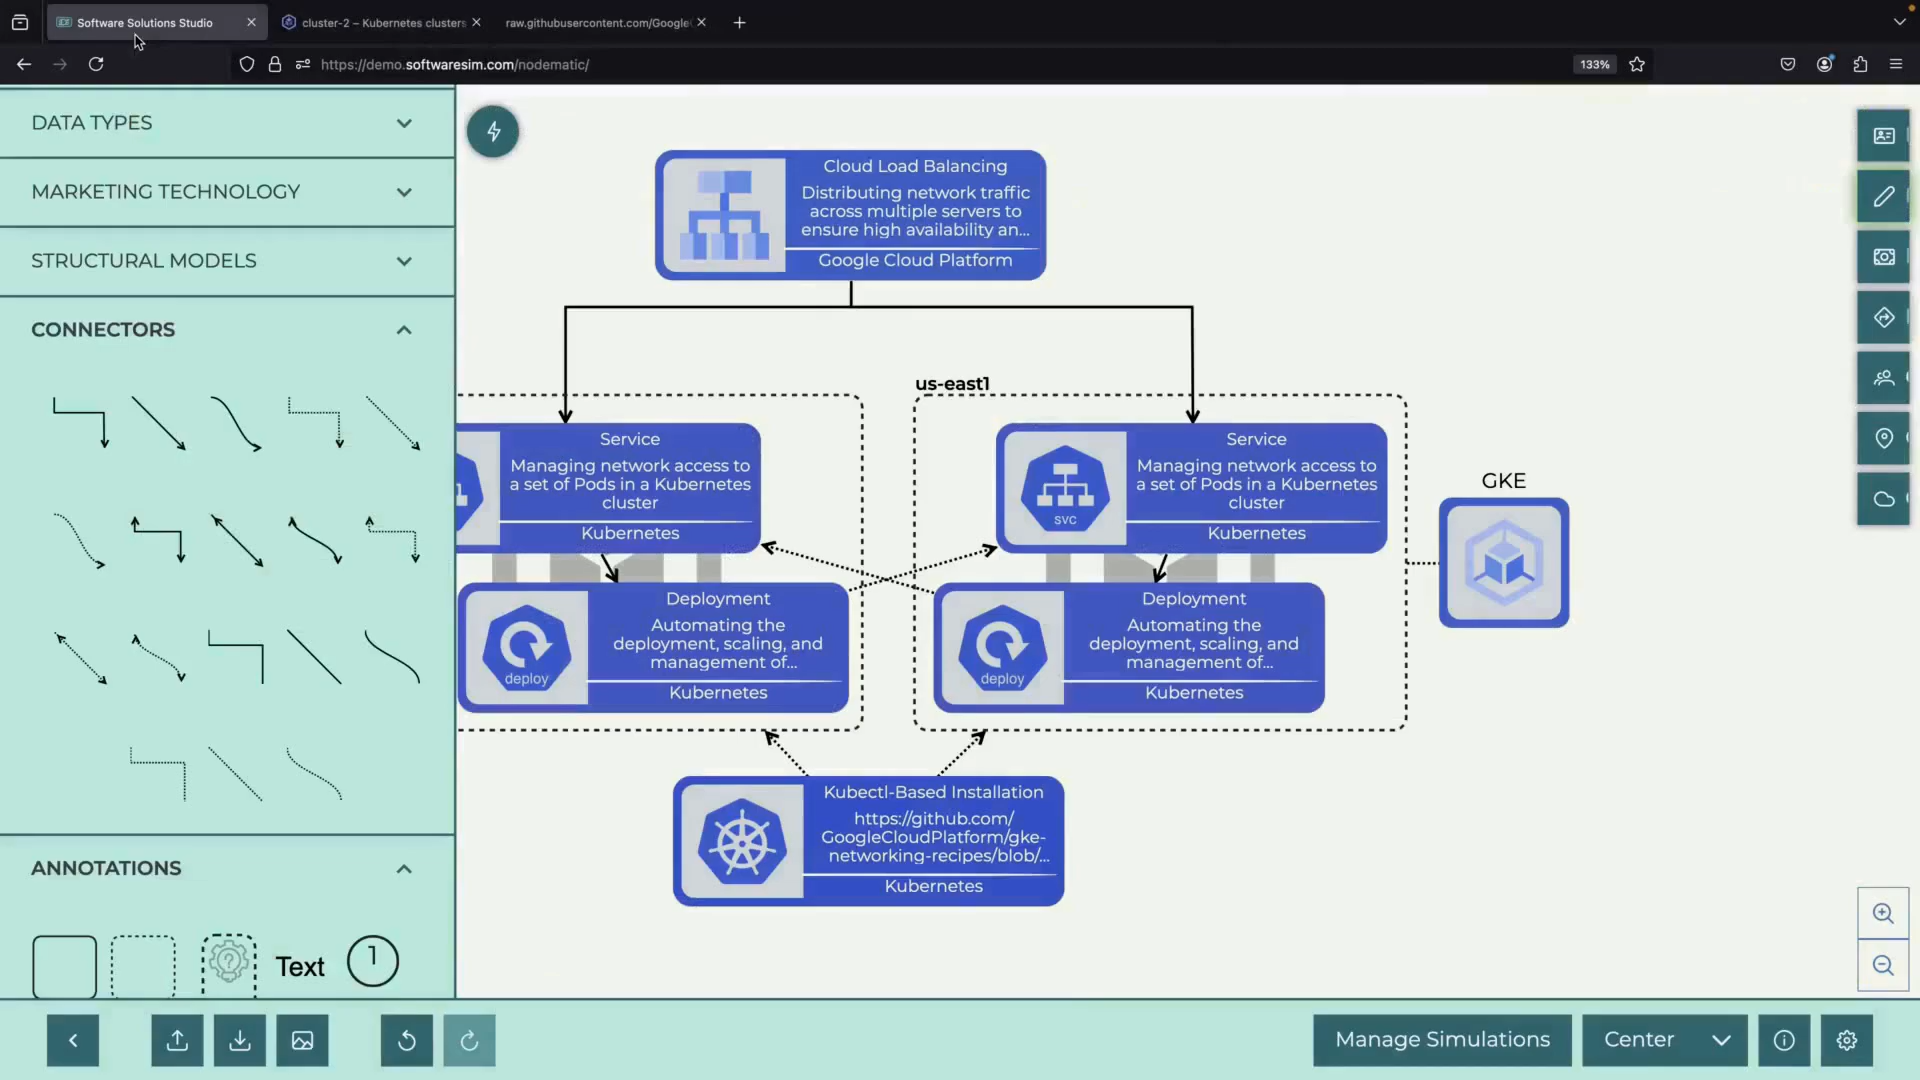 Software Solutions Studio
cluster-2 – Kubernetes clusters
raw.githubusercontent.com/Google
https://demo.softwaresim.com/nodematic/
133%
DATA TYPES
MARKETING TECHNOLOGY
STRUCTURAL MODELS
CONNECTORS
ANNOTATIONS
Text
1
Cloud Load Balancing
Distributing network traffic
across multiple servers to
ensure high availability an...
Google Cloud Platform
us-east1
Service
Managing network access to
a set of Pods in a Kubernetes
cluster
Kubernetes
svc
Service
Managing network access to
a set of Pods in a Kubernetes
cluster
Kubernetes
GKE
deploy
Deployment
Automating the
deployment, scaling, and
management of...
Kubernetes
deploy
Deployment
Automating the
deployment, scaling, and
management of...
Kubernetes
Kubectl-Based Installation
https://github.com/
GoogleCloudPlatform/gke-
networking-recipes/blob/...
Kubernetes
Manage Simulations
Center